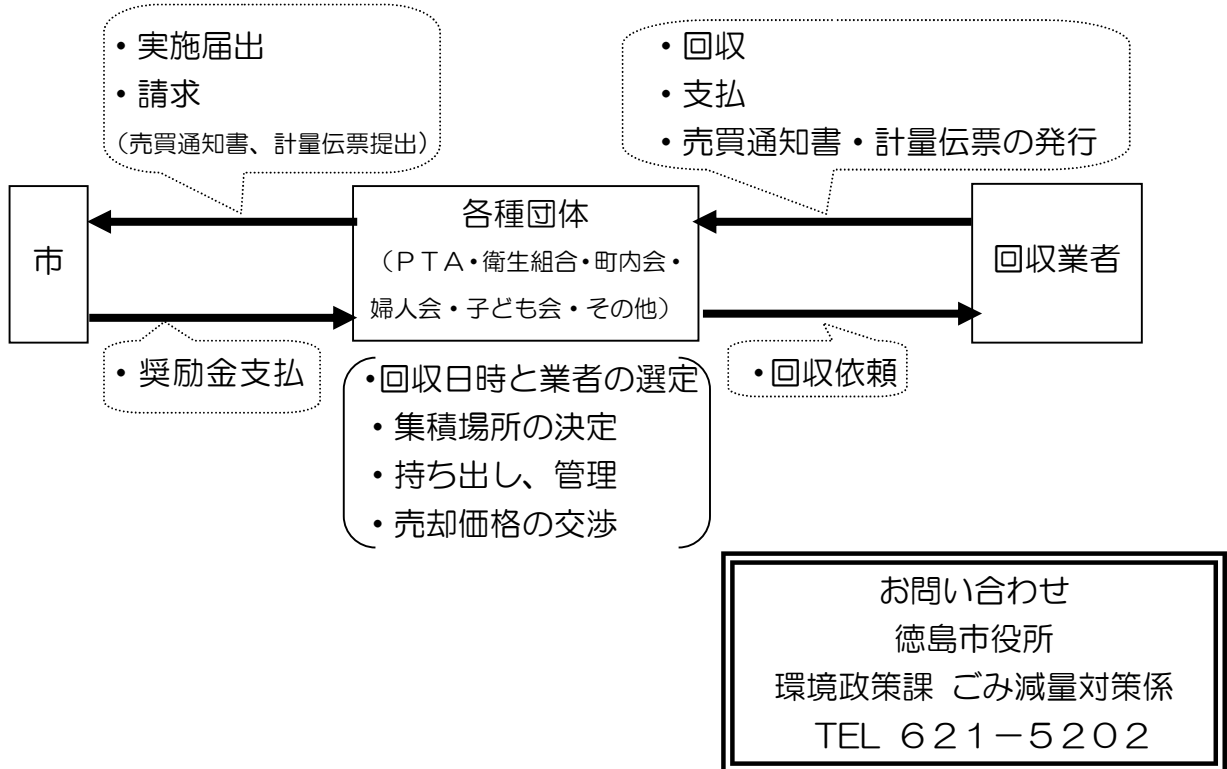 ・実施届出
・請求
（売買通知書、計量伝票提出）
・回収
・支払
・売買通知書・計量伝票の発行
市
各種団体
（ＰＴＡ・衛生組合・町内会・
婦人会・子ども会・その他）
回収業者
・奨励金支払
・回収日時と業者の選定
・集積場所の決定
・持ち出し、管理
・売却価格の交渉
・回収依頼
お問い合わせ
徳島市役所
環境政策課 ごみ減量対策係
TEL ６２１－５２０２